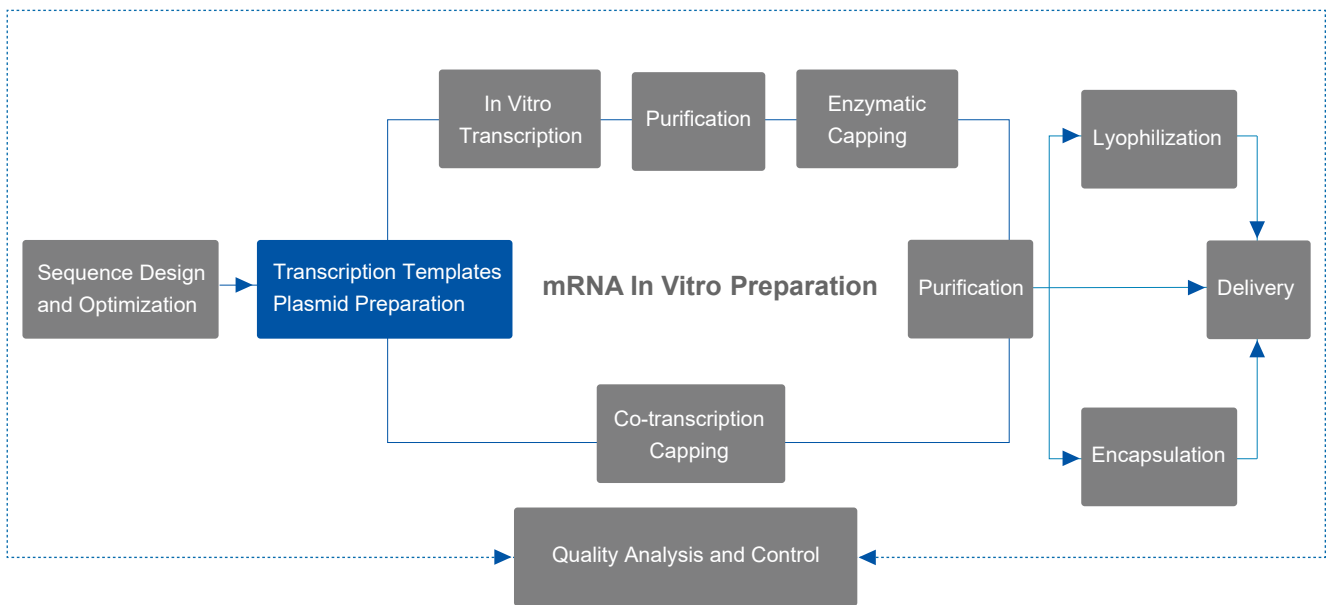 In Vitro
Transcription
Purification
Enzymatic
Capping
Lyophilization
Sequence Design
and Optimization
Transcription Templates
Plasmid Preparation
mRNA In Vitro Preparation
Purification
Delivery
Co-transcription
Capping
Encapsulation
Quality Analysis and Control